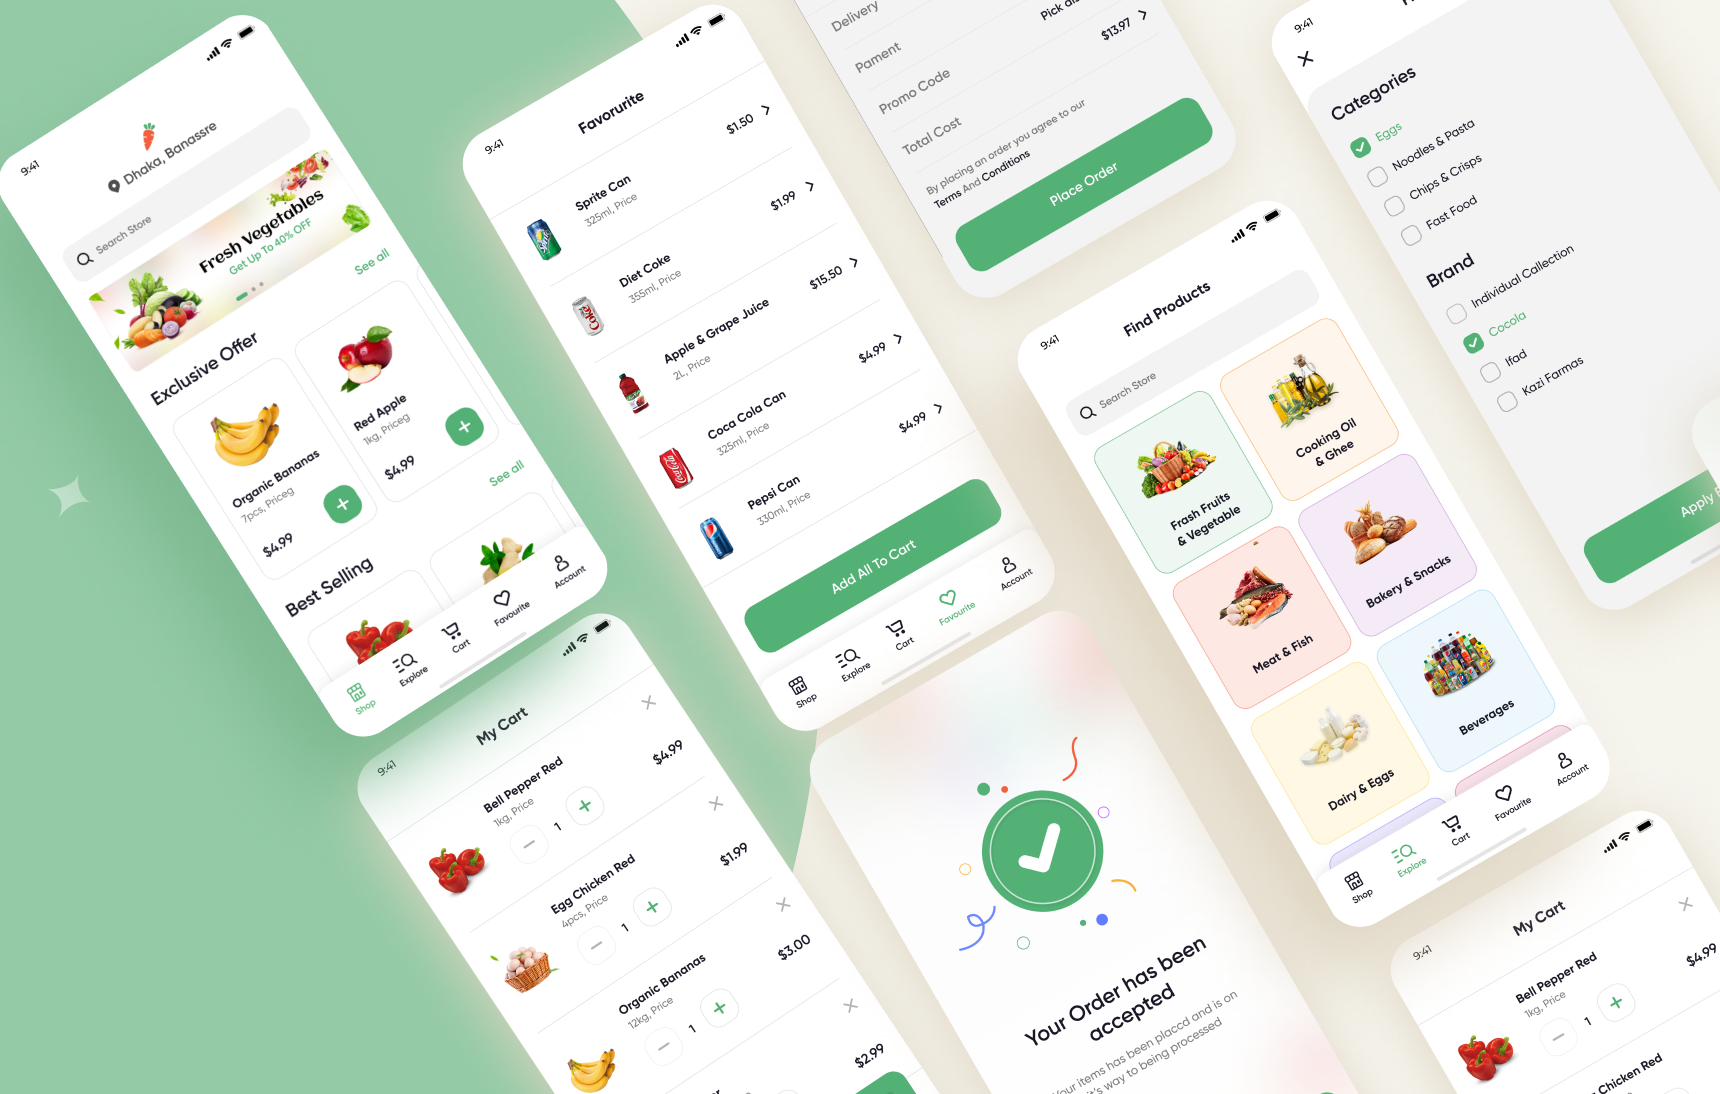 9:41
Dhaka, Banassre
Search Store
Fresh Vegetables
Get Up To 40% OFF
Exclusive Offer
See all
Organic Bananas
7pcs, Priceg
$4.99
Red Apple
1kg, Priceg
$4.99
Best Selling
See all
Shop
Explore
Cart
Favourite
Account
9:41
Favorurite
Sprite Can
325ml, Price
$1.50
Diet Coke
355ml, Price
$1.99
Apple & Grape Juice
2L, Price
$15.50
Coca Cola Can
325ml, Price
$4.99
Pepsi Can
330ml, Price
$4.99
Add All To Cart
Shop
Explore
Cart
Favourite
Account
Delivery
Pament
Pick
Promo Code
$13.97
Total Cost
By placing an order you agree to our
Terms And Conditions
Place Order
9:41
Categories
Eggs
Noodles & Pasta
Chips & Crisps
Fast Food
Brand
Individual Collection
Cocola
Ifad
Kazi Farmas
Apply
9:41
Find Products
Search Store
Frash Fruits
& Vegetable
Cooking Oil
& Ghee
Meat & Fish
Bakery & Snacks
Dairy & Eggs
Beverages
Shop
Explore
Cart
Favourite
Account
9:41
My Cart
Bell Pepper Red
1kg, Price
1
$4.99
Egg Chicken Red
4pcs, Price
1
$1.99
Organic Bananas
12kg, Price
1
$3.00
$2.99
Your Order has been
accepted
Your items has been placcd and is on
it's way to being processed
9:41
My Cart
Bell Pepper Red
1kg, Price
1
$4.99
Chicken Red